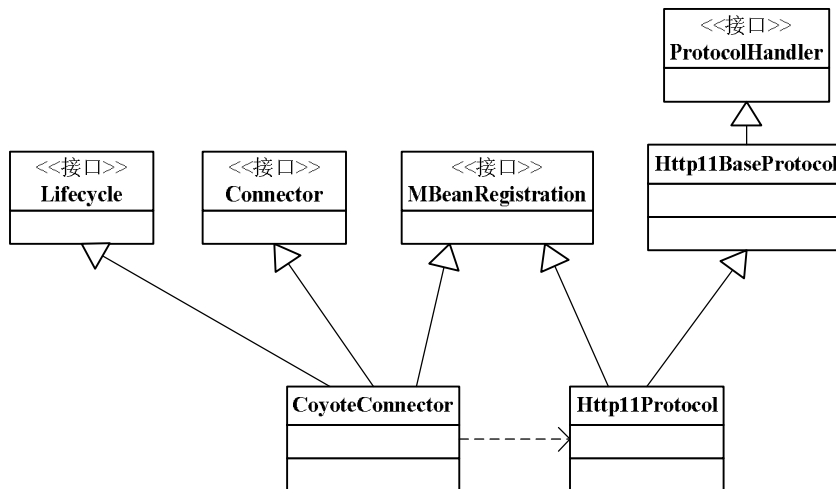 <<接口>>
ProtocolHandler
Http11BaseProtocol
<<接口>>
Lifecycle
<<接口>>
Connector
<<接口>>
MBeanRegistration
CoyoteConnector
Http11Protocol